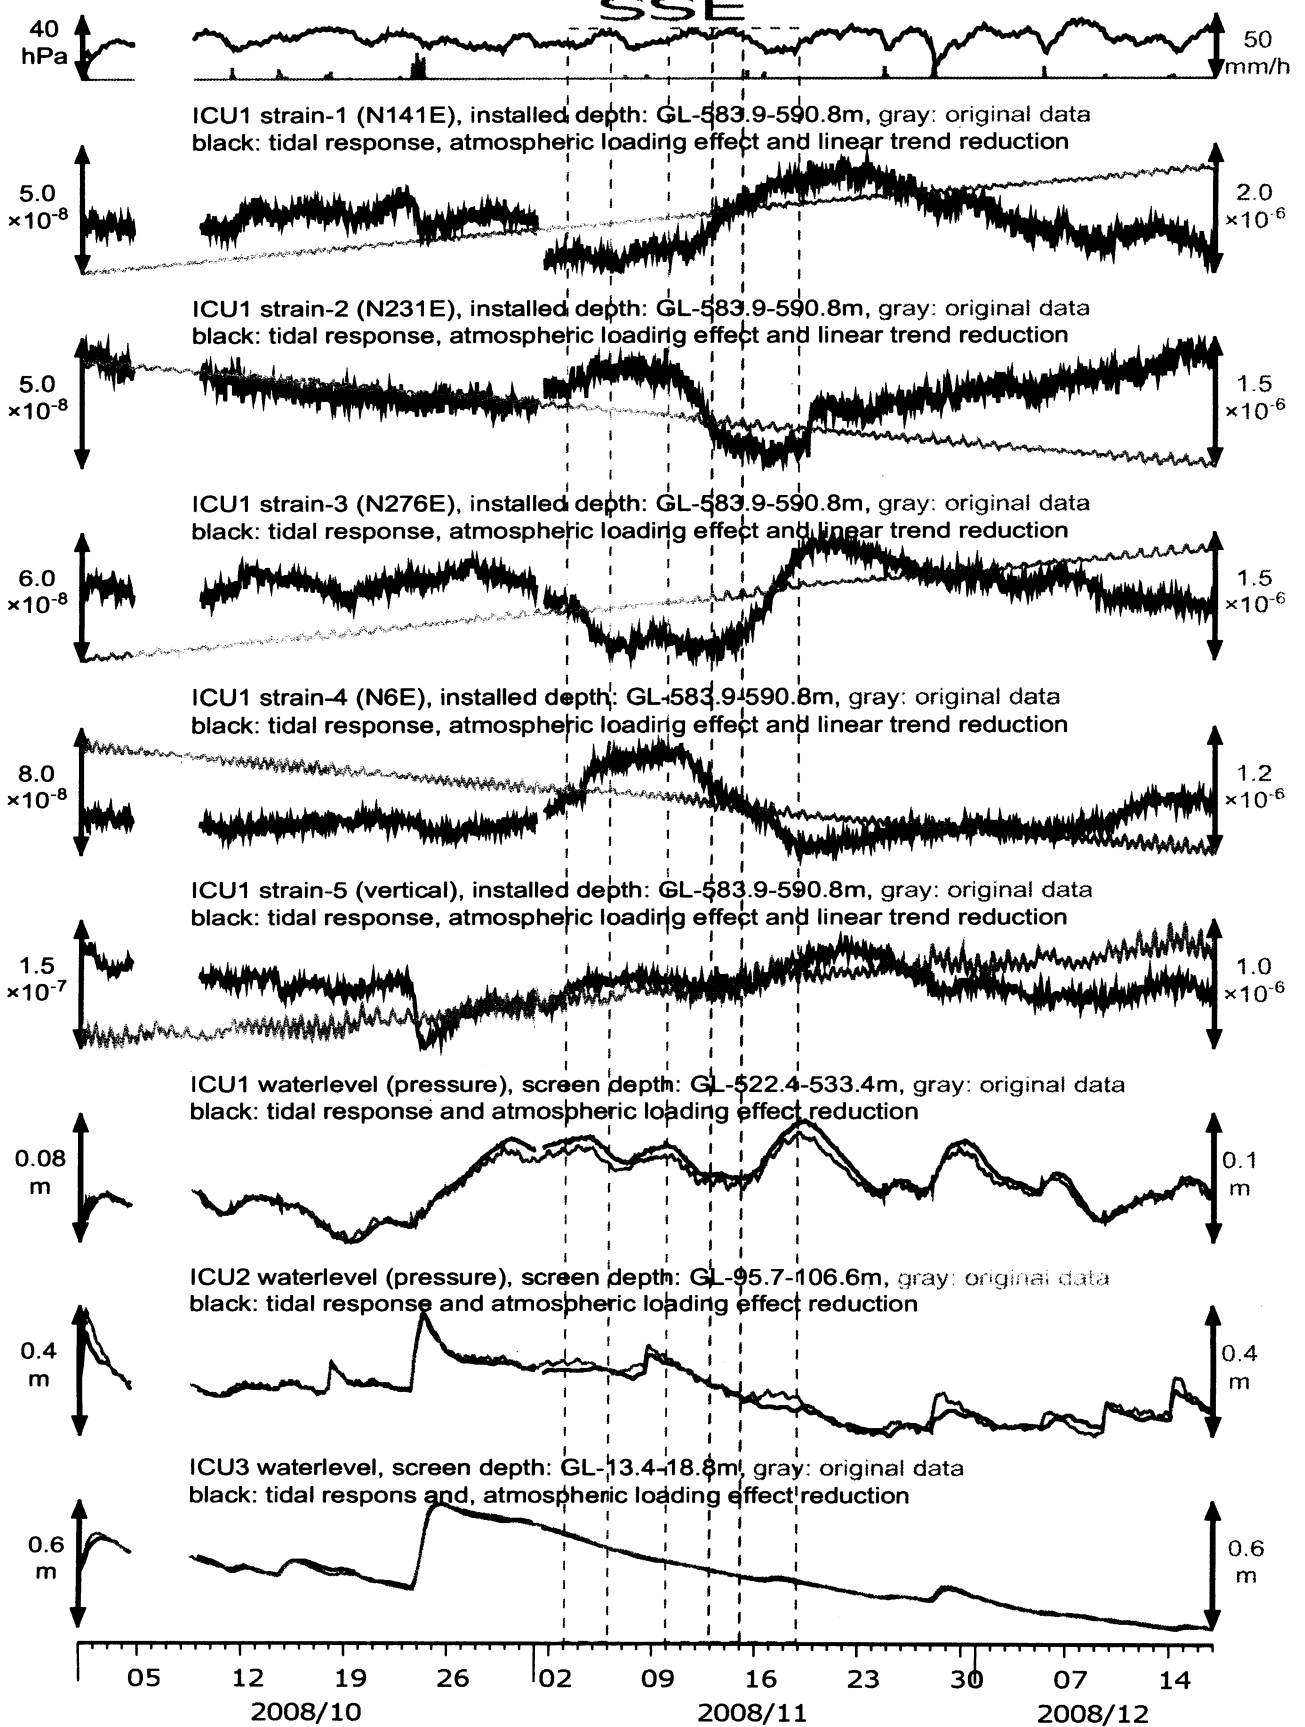 SSE
40
hPa
50
mm/h
ICU1 strain-1 (N141E), installed depth: GL-583.9-590.8m, gray: original data
black: tidal response, atmospheric loading effect and linear trend reduction
5.0
×10-8
2.0
×10-6
ICU1 strain-2 (N231E), installed depth: GL-583.9-590.8m, gray: original data
black: tidal response, atmospheric loading effect and linear trend reduction
5.0
×10-8
1.5
×10-6
ICU1 strain-3 (N276E), installed depth: GL-583.9-590.8m, gray: original data
black: tidal response, atmospheric loading effect and linear trend reduction
6.0
×10-8
1.5
×10-6
ICU1 strain-4 (N6E), installed depth: GL-583.9-590.8m, gray: original data
black: tidal response, atmospheric loading effect and linear trend reduction
8.0
×10-8
1.2
×10-6
ICU1 strain-5 (vertical), installed depth: GL-583.9-590.8m, gray: original data
black: tidal response, atmospheric loading effect and linear trend reduction
1.5
×10-7
1.0
×10-6
ICU1 waterlevel (pressure), screen depth: GL-522.4-533.4m, gray: original data
black: tidal response and atmospheric loading effect reduction
0.08
m
0.1
m
ICU2 waterlevel (pressure), screen depth: GL-95.7-106.6m, gray: original data
black: tidal response and atmospheric loading effect reduction
0.4
m
0.4
m
ICU3 waterlevel, screen depth: GL-13.4-18.8m, gray: original data
black: tidal respons and, atmospheric loading effect reduction
0.6
m
0.6
m
05 12 19 26 02 09 16 23 30 07 14
2008/10 2008/11 2008/12